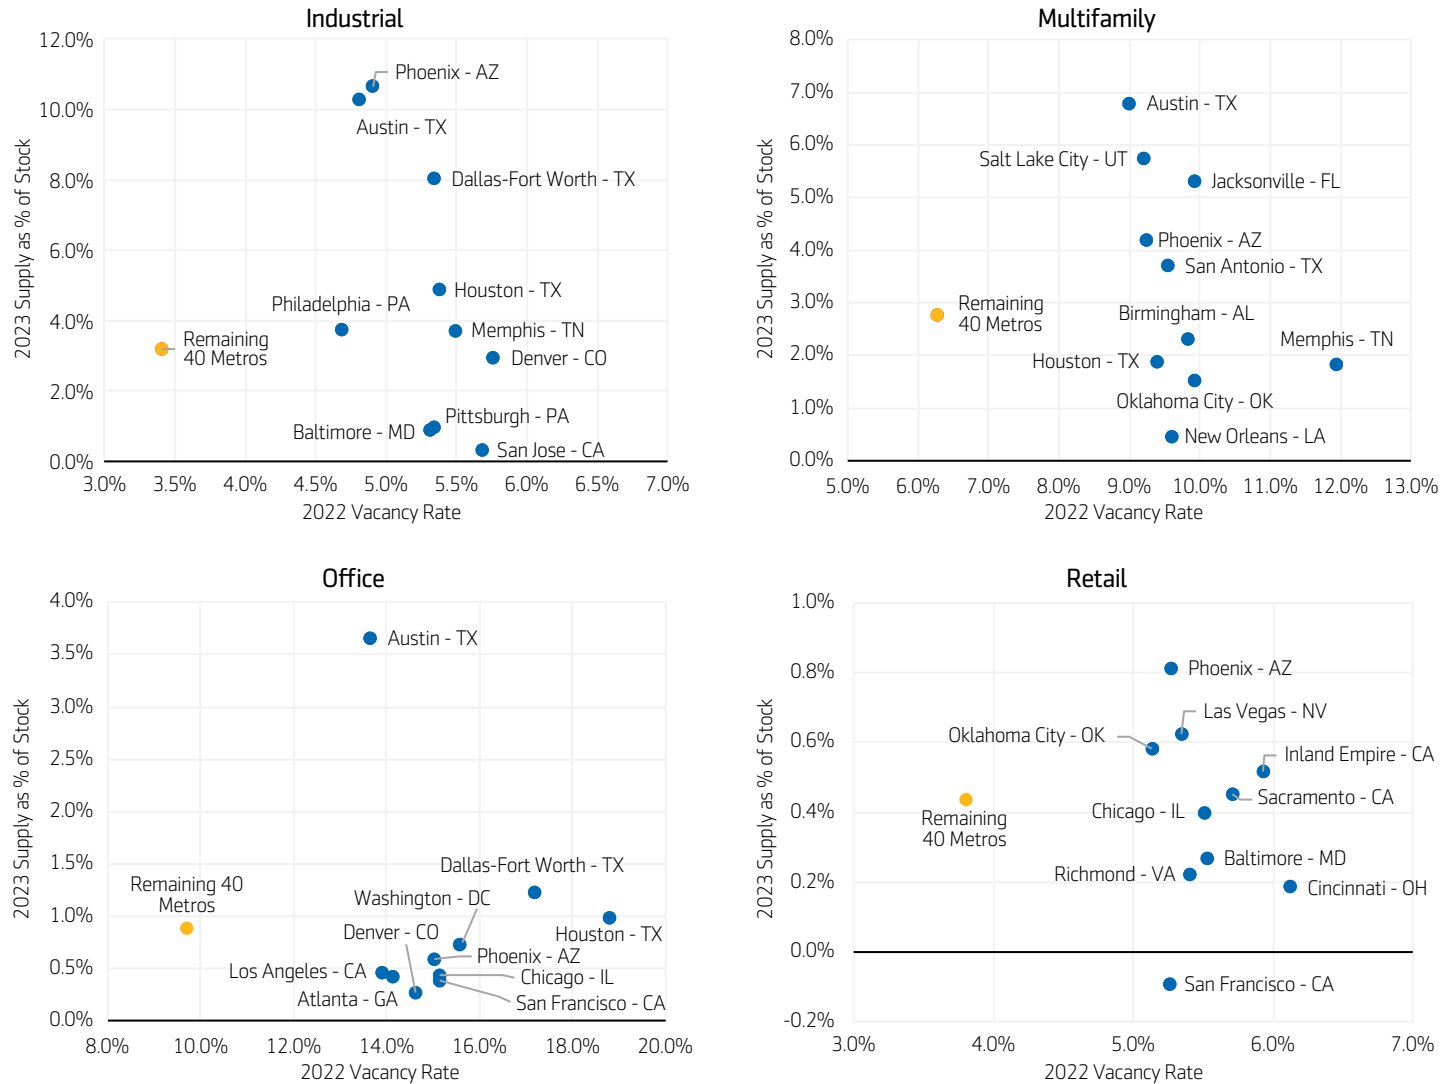 Industrial
12.0%
10.0%
8.0%
6.0%
4.0%
2.0%
0.0%
2023 Supply as % of Stock
Phoenix - AZ
Austin - TX
Dallas-Fort Worth - TX
Houston - TX
Philadelphia - PA
Memphis - TN
Remaining
40 Metros
Denver - CO
Pittsburgh - PA
Baltimore - MD
San Jose - CA
3.0% 3.5% 4.0% 4.5% 5.0% 5.5% 6.0% 6.5% 7.0%
2022 Vacancy Rate
Multifamily
8.0%
7.0%
6.0%
5.0%
4.0%
3.0%
2.0%
1.0%
0.0%
2023 Supply as % of Stock
Austin - TX
Salt Lake City - UT
Jacksonville - FL
Phoenix - AZ
San Antonio - TX
Remaining
40 Metros
Birmingham - AL
Memphis - TN
Houston - TX
Oklahoma City - OK
New Orleans - LA
5.0% 6.0% 7.0% 8.0% 9.0% 10.0% 11.0% 12.0% 13.0%
2022 Vacancy Rate
Office
4.0%
3.5%
3.0%
2.5%
2.0%
1.5%
1.0%
0.5%
0.0%
2023 Supply as % of Stock
Austin - TX
Dallas-Fort Worth - TX
Remaining 40
Metros
Washington - DC
Denver - CO
Houston - TX
Phoenix - AZ
Los Angeles - CA
Chicago - IL
Atlanta - GA
San Francisco - CA
8.0% 10.0% 12.0% 14.0% 16.0% 18.0% 20.0%
2022 Vacancy Rate
Retail
1.0%
0.8%
0.6%
0.4%
0.2%
0.0%
-0.2%
2023 Supply as % of Stock
Phoenix - AZ
Las Vegas - NV
Oklahoma City - OK
Inland Empire - CA
Sacramento - CA
Remaining
40 Metros
Chicago - IL
Baltimore - MD
Richmond - VA
Cincinnati - OH
San Francisco - CA
3.0% 4.0% 5.0% 6.0% 7.0%
2022 Vacancy Rate